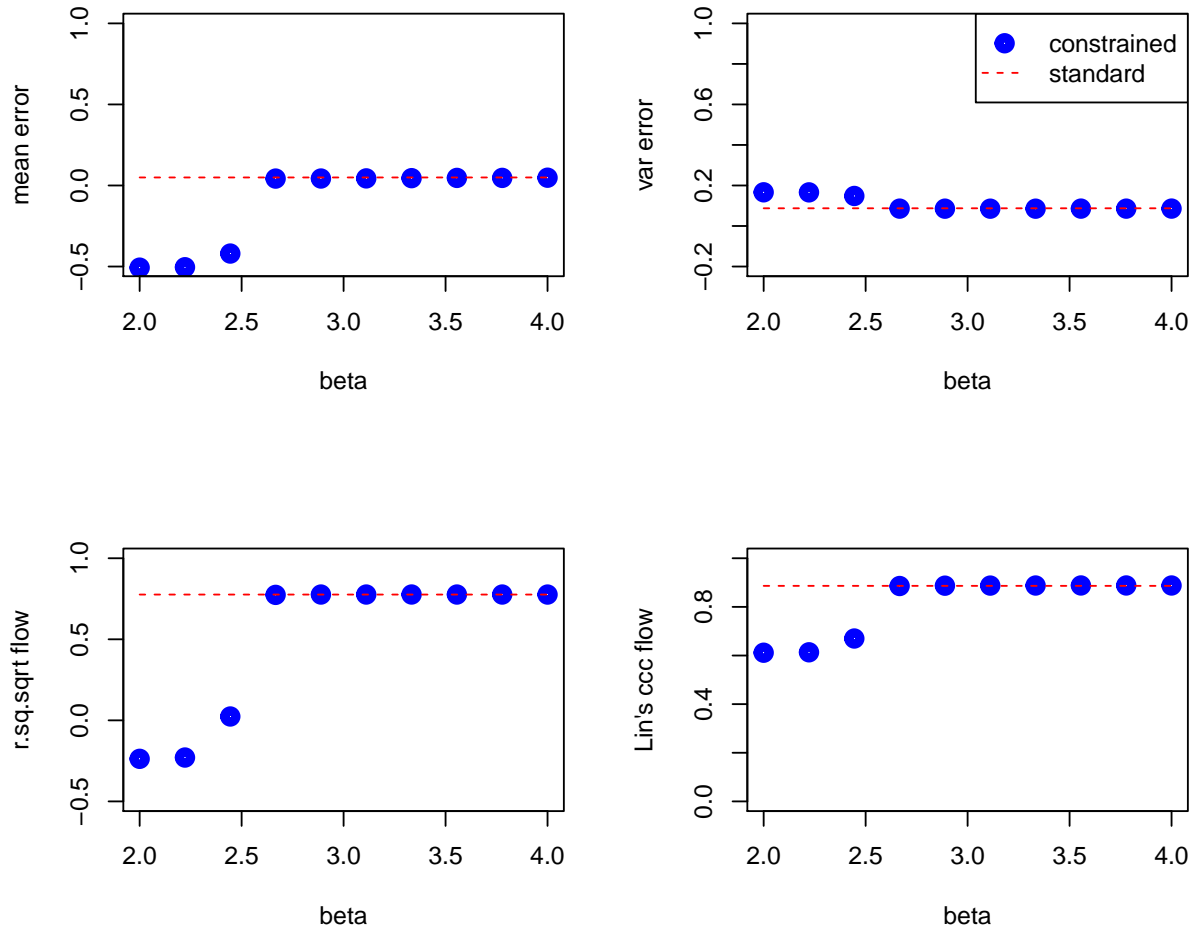 mean error
1.0
0.5
0.0
−0.5
2.0 2.5 3.0 3.5 4.0
beta
var error
1.0
0.6
0.2
−0.2
constrained
standard
2.0 2.5 3.0 3.5 4.0
beta
r.sq.sqrt flow
1.0
0.5
0.0
−0.5
2.0 2.5 3.0 3.5 4.0
beta
Lin's ccc flow
0.8
0.4
0.0
2.0 2.5 3.0 3.5 4.0
beta